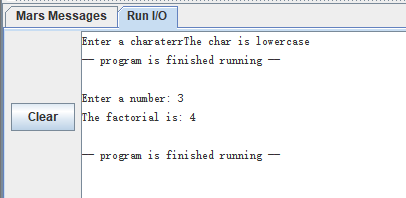 Mars Messages Run I/O
Enter a charaterrThe char is lowercase
-- program is finished running --
Enter a number: 3
Clear
The factorial is: 4
-- program is finished running --